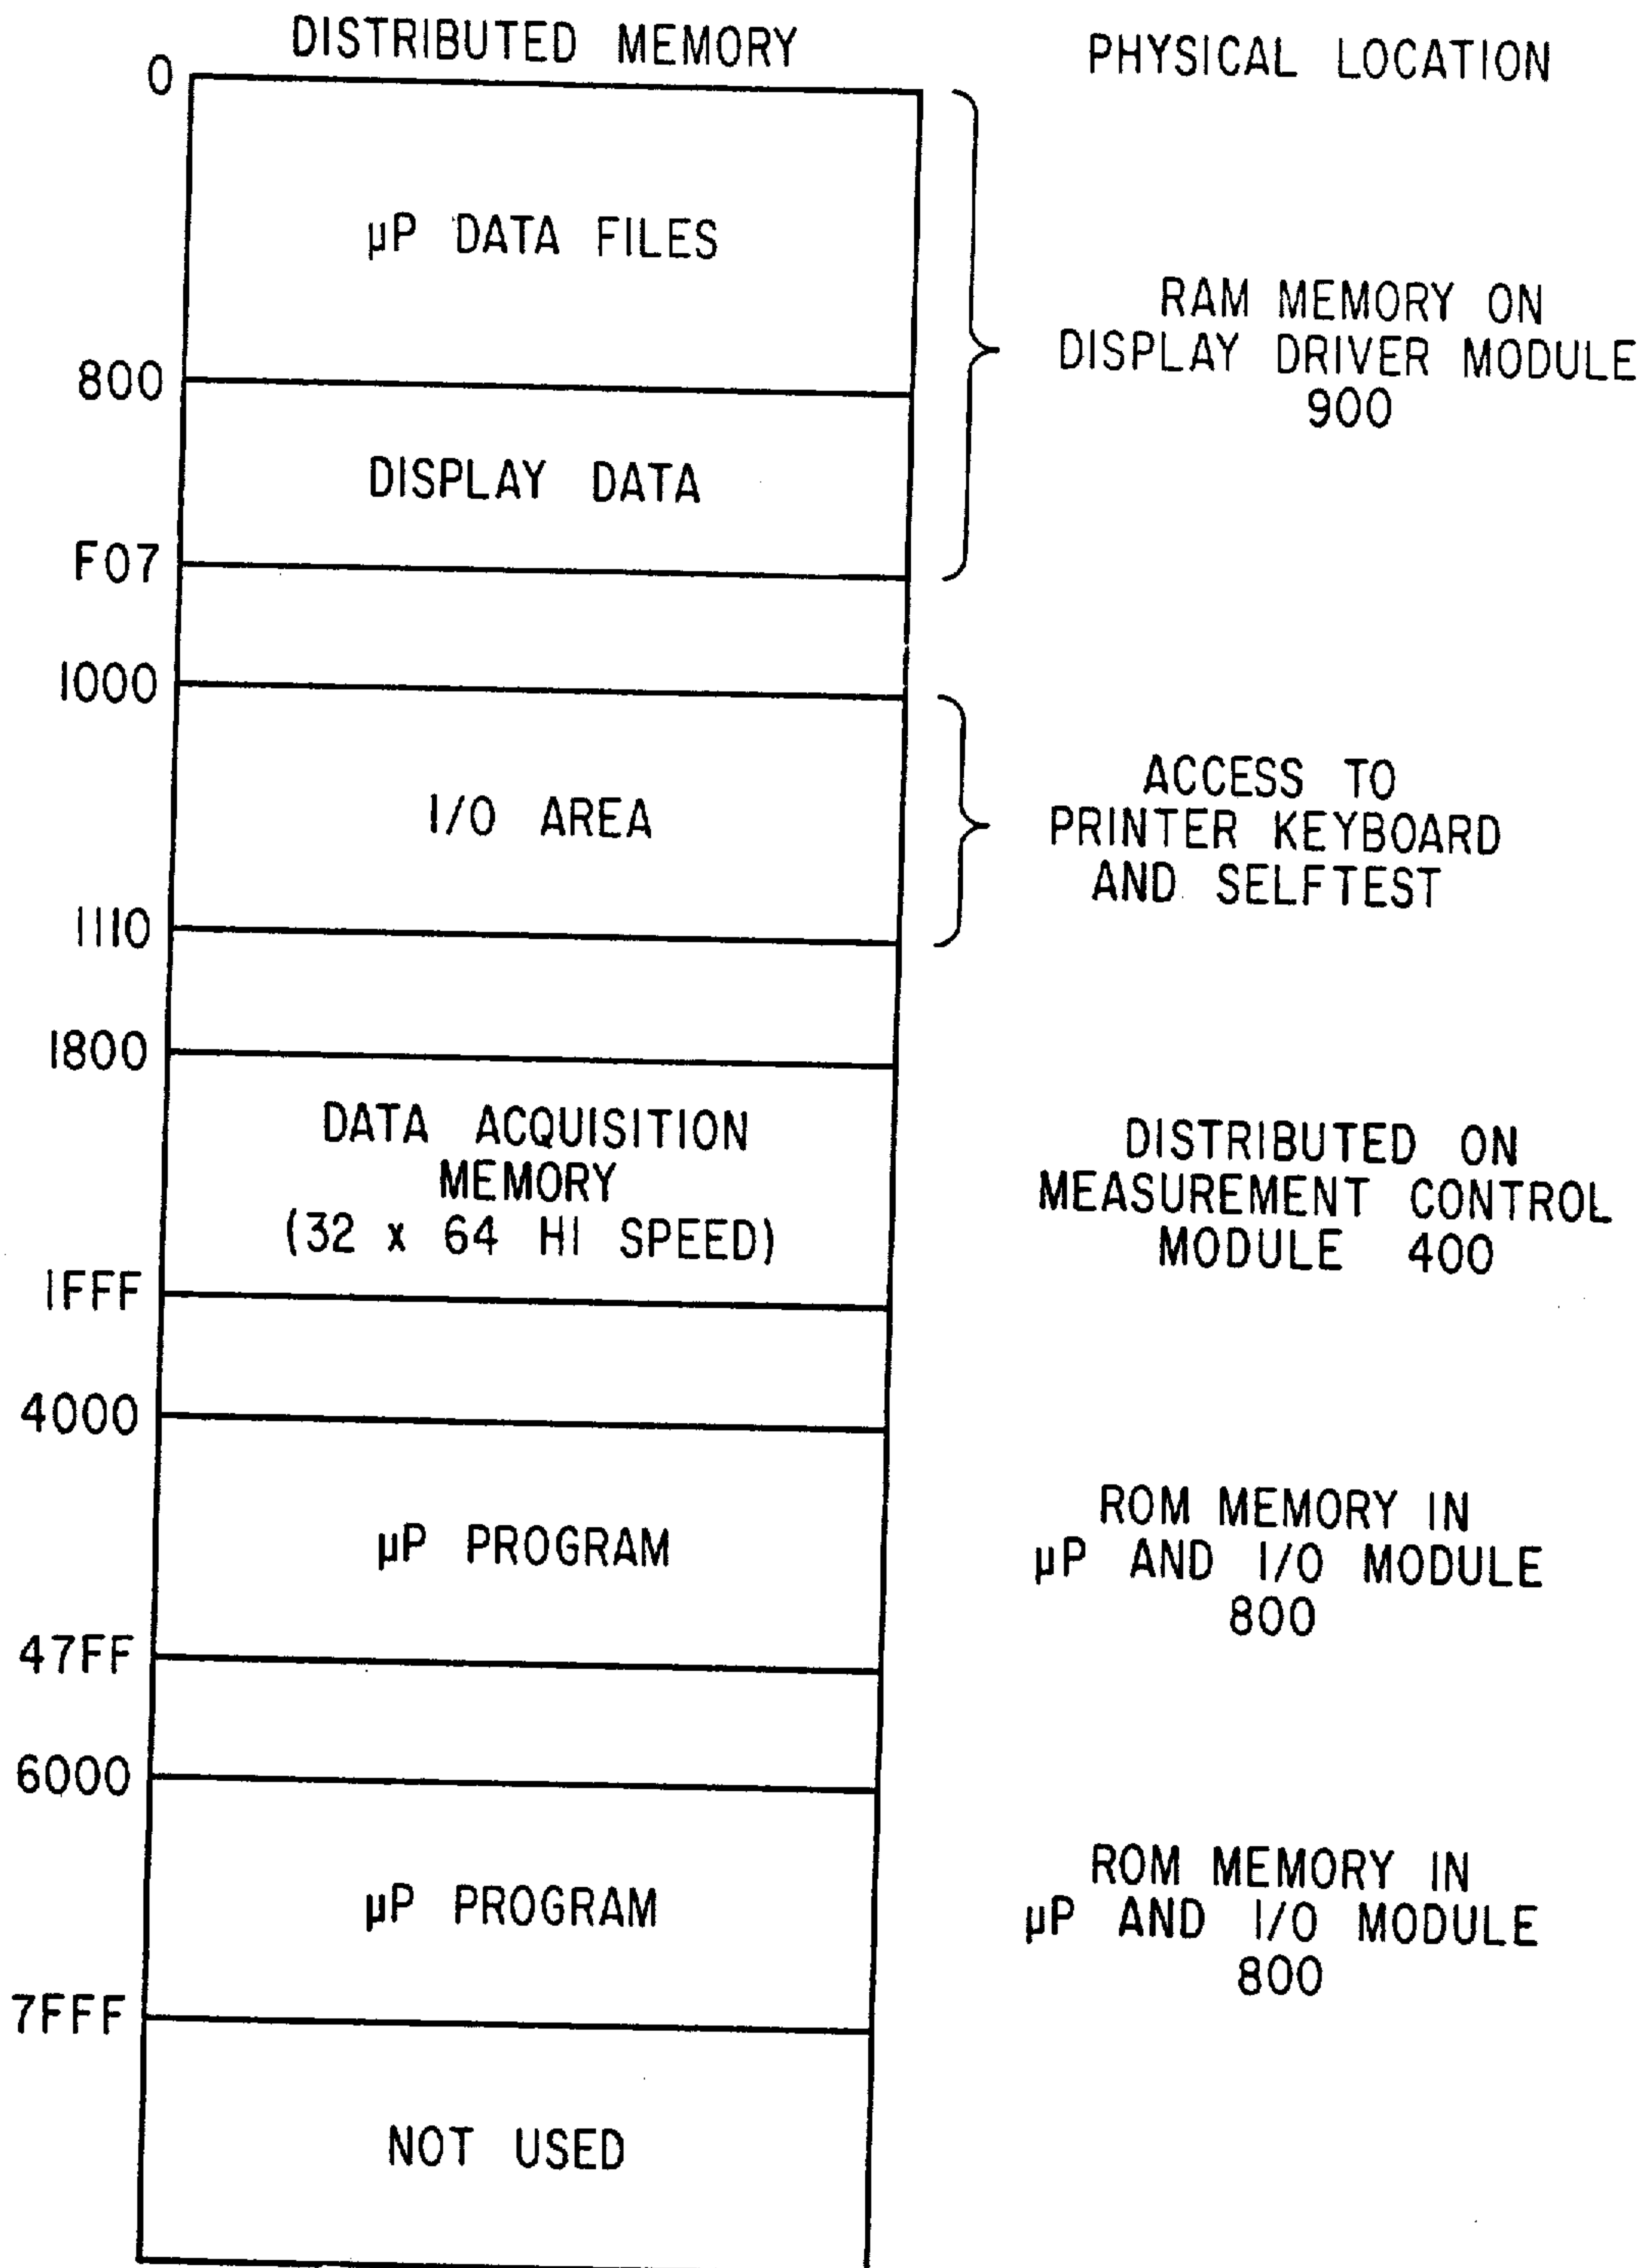 DISTRIBUTED MEMORY
PHYSICAL LOCATION
0
µP DATA FILES
RAM MEMORY ON
DISPLAY DRIVER MODULE
900
800
DISPLAY DATA
F07
1000
I/O AREA
ACCESS TO
PRINTER KEYBOARD
AND SELFTEST
1110
1800
DATA ACQUISITION
MEMORY
(32 x 64 HI SPEED)
DISTRIBUTED ON
MEASUREMENT CONTROL
MODULE 400
1FFF
4000
µP PROGRAM
ROM MEMORY IN
µP AND I/O MODULE
800
47FF
6000
µP PROGRAM
ROM MEMORY IN
µP AND I/O MODULE
800
7FFF
NOT USED